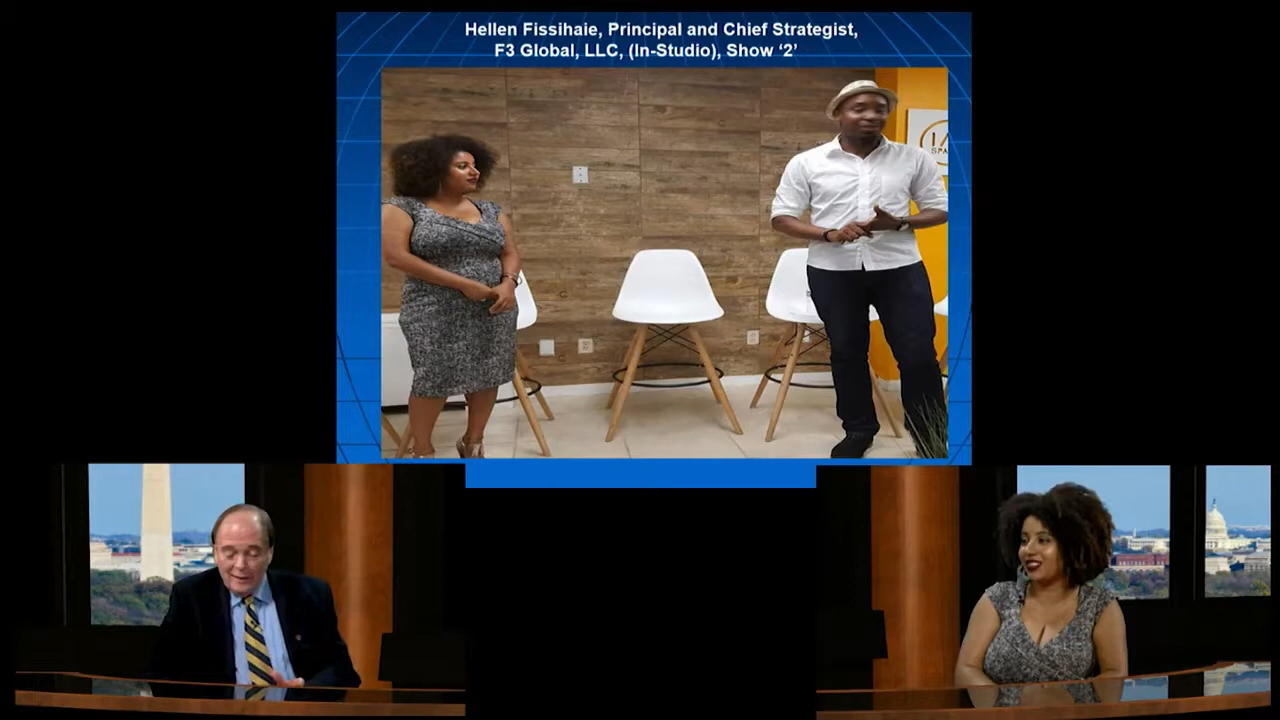 Hellen Fissihaie, Principal and Chief Strategist,
F3 Global, LLC, (In-Studio), Show ‘2’